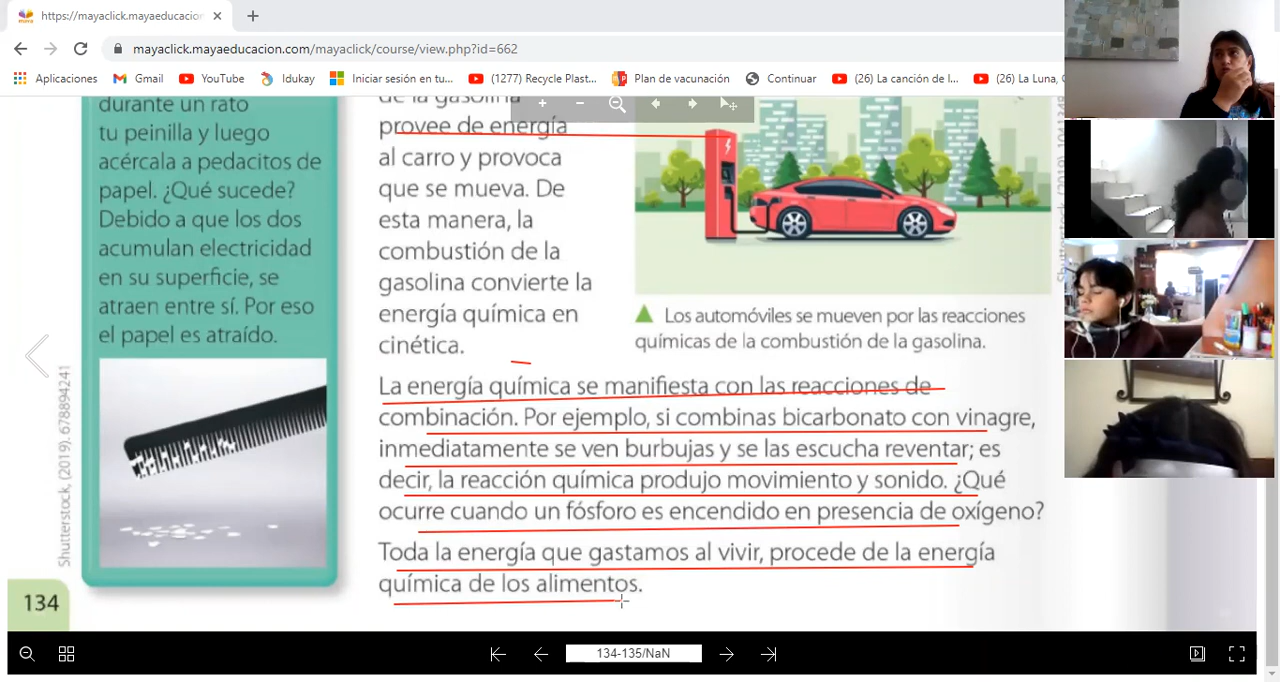 https://mayaclick.mayaeducacion.
mayaclick.mayaeducacion.com/mayaclick/course/view.php?id=662
Aplicaciones
Gmail
YouTube
Idukay
Iniciar sesión en tu...
(1277) Recycle Plast...
Plan de vacunación
Continuar
(26) La canción de l...
(26) La Luna,
durante un rato
tu peinilla y luego
acércala a pedacitos de
papel. ¿Qué sucede?
Debido a que los dos
acumulan electricidad
en su superficie, se
atraen entre sí. Por eso
el papel es atraído.
Shutterstock, (2019). 678894241
134
de la gasolina
provee de energía
al carro y provoca
que se mueva. De
esta manera, la
combustión de la
gasolina convierte la
energía química en
cinética.
Los automóviles se mueven por las reacciones
químicas de la combustión de la gasolina.
La energía química se manifiesta con las reacciones de
combinación. Por ejemplo, si combinas bicarbonato con vinagre,
inmediatamente se ven burbujas y se las escucha reventar; es
decir, la reacción química produjo movimiento y sonido. ¿Qué
ocurre cuando un fósforo es encendido en presencia de oxígeno?
Toda la energía que gastamos al vivir, procede de la energía
química de los alimentos.
134-135/NaN